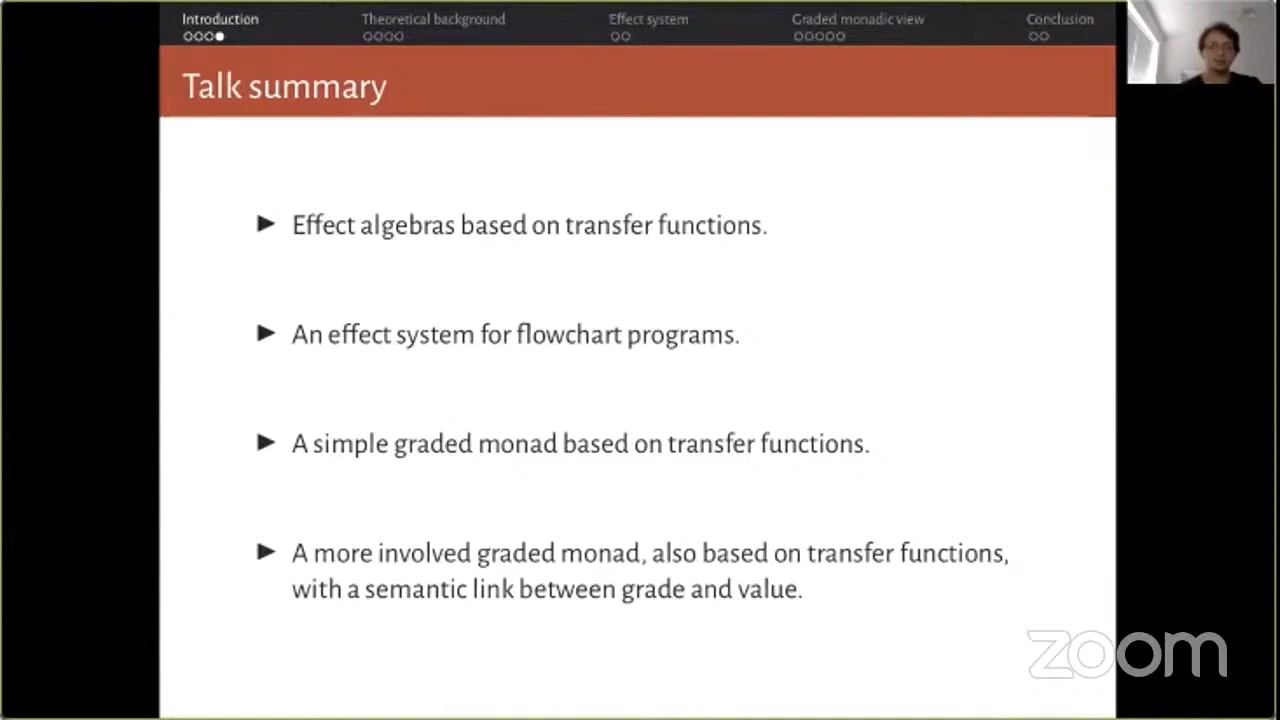 Introduction Theoretical background Effect system Graded monadic view Conclusion
Talk summary
Effect algebras based on transfer functions.
An effect system for flowchart programs.
A simple graded monad based on transfer functions.
A more involved graded monad, also based on transfer functions,
with a semantic link between grade and value.
zoom